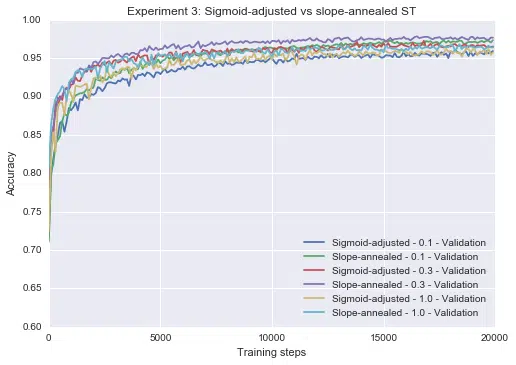 Experiment 3: Sigmoid-adjusted vs slope-annealed ST
1.00
0.95
0.90
0.85
0.80
0.75
0.70
0.65
0.60
Accuracy
Sigmoid-adjusted - 0.1 - Validation
Slope-annealed - 0.1 - Validation
Sigmoid-adjusted - 0.3 - Validation
Slope-annealed - 0.3 - Validation
Sigmoid-adjusted - 1.0 - Validation
Slope-annealed - 1.0 - Validation
0 5000 10000 15000 20000
Training steps